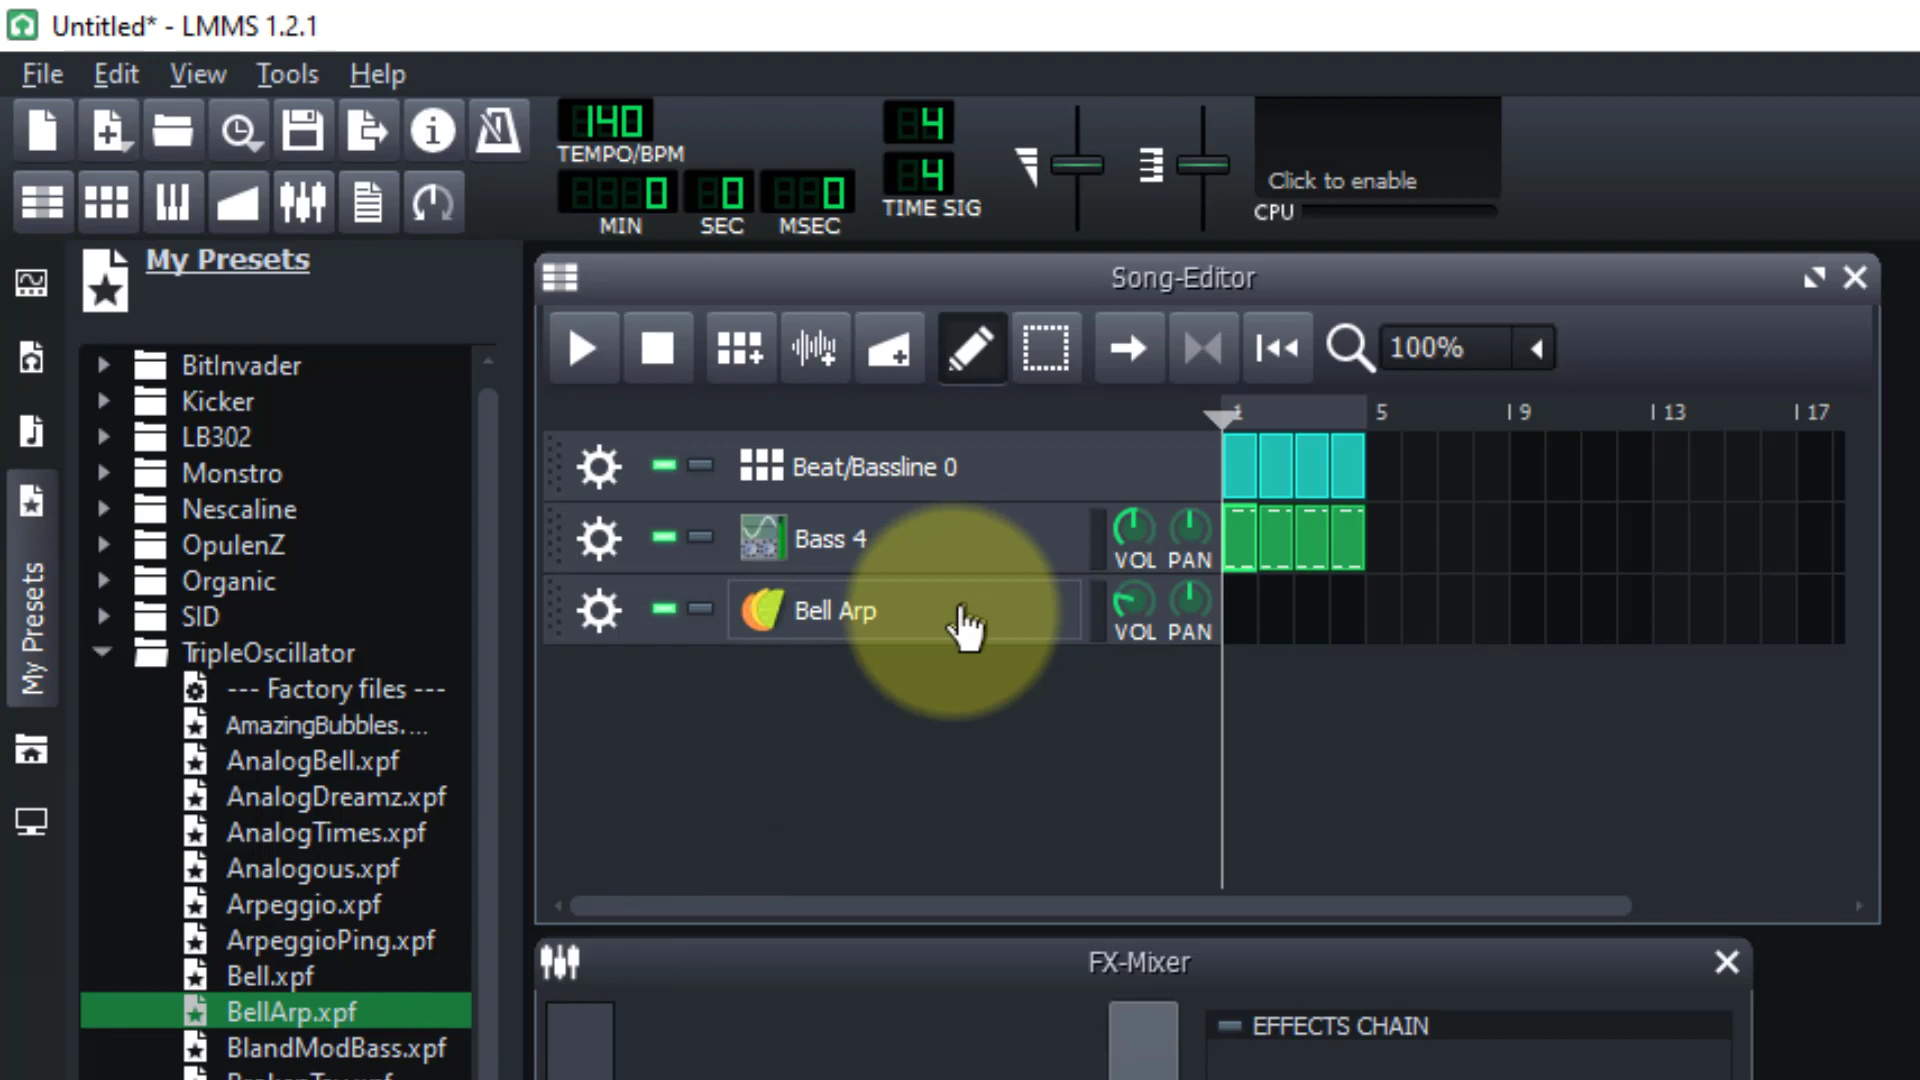 Untitled* - LMMS 1.2.1
File Edit View Tools Help
140
TEMPO/BPM
0 0 0
MIN SEC MSEC
4
4
TIME SIG
Click to enable
CPU
My Presets
My Presets
BitInvader
Kicker
LB302
Monstro
Nescaline
OpulenZ
Organic
SID
TripleOscillator
--- Factory files ---
AmazingBubbles....
AnalogBell.xpf
AnalogDreamz.xpf
AnalogTimes.xpf
Analogous.xpf
Arpeggio.xpf
ArpeggioPing.xpf
Bell.xpf
BellArp.xpf
BlandModBass.xpf
Song-Editor
100%
1 5 9 13 17
Beat/Bassline 0
Bass 4
VOL PAN
Bell Arp
VOL PAN
FX-Mixer
EFFECTS CHAIN